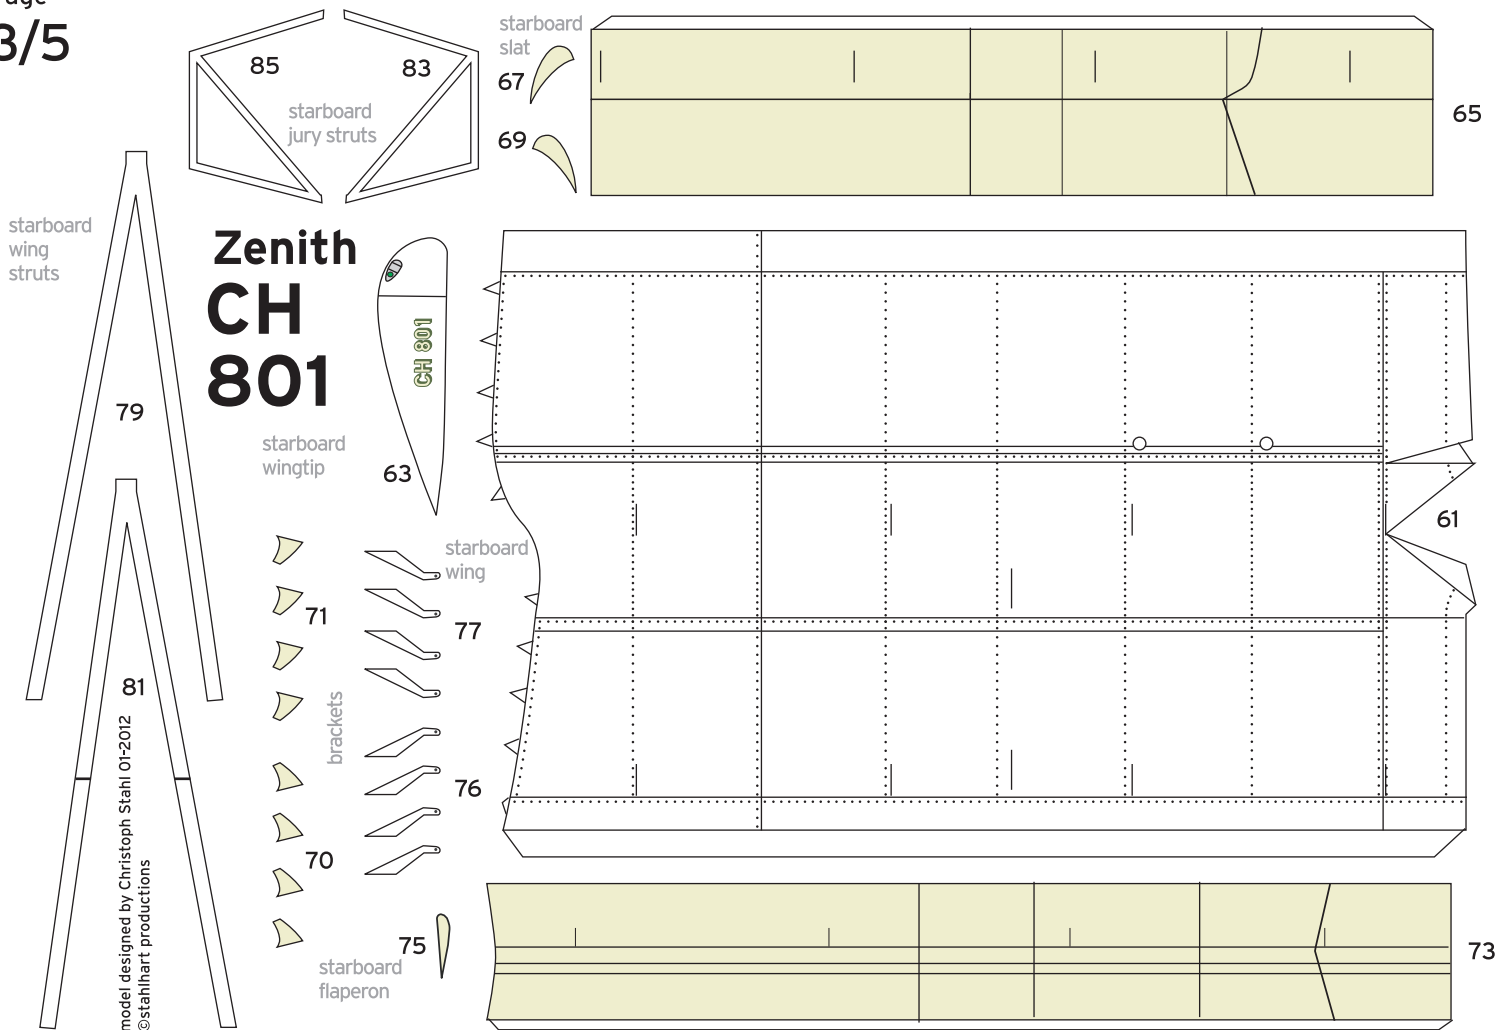 3/5
85
83
starboard
jury struts
starboard
slat
67
69
65
starboard
wing
struts
79
Zenith
CH
801
CH 801
starboard
wingtip
63
61
starboard
wing
71
77
81
brackets
76
70
model designed by Christoph Stahl 01-2012
©stahlhart productions
75
starboard
flaperon
73